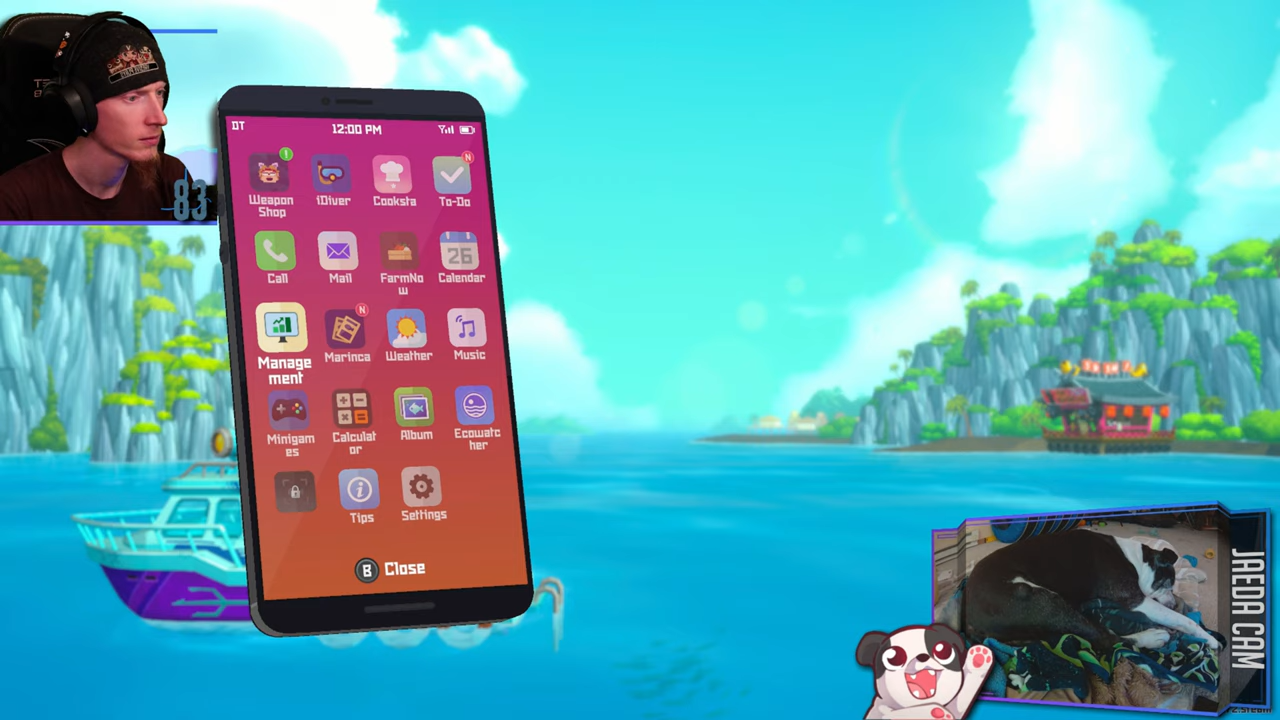 83
DT
12:00 PM
Weapon
Shop
iDiver
Cooksta
N
To-Do
Call
Mail
FarmNo
w
26
Calendar
Manage
ment
N
Marinca
Weather
Music
Minigam
es
Calculat
or
Album
Ecowatc
her
Tips
Settings
B Close
JAEDA CAM